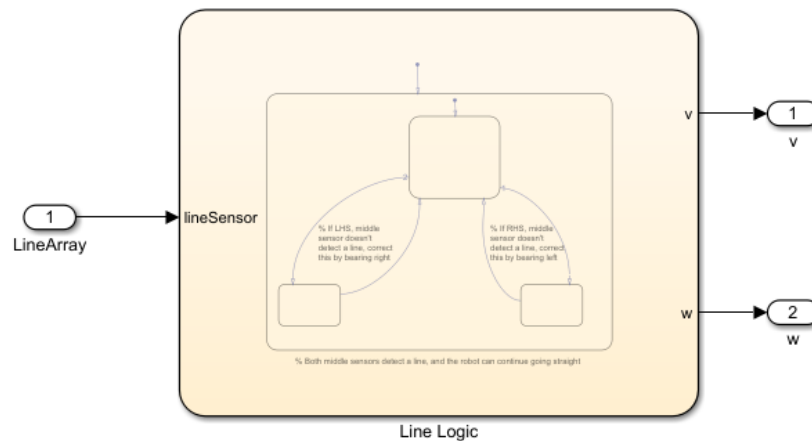 1
LineArray
lineSensor
% If LHS, middle
sensor doesn't
detect a line, correct
this by bearing right
% If RHS, middle
sensor doesn't
detect a line, correct
this by bearing left
% Both middle sensors detect a line, and the robot can continue going straight
v
1
v
w
2
w
Line Logic